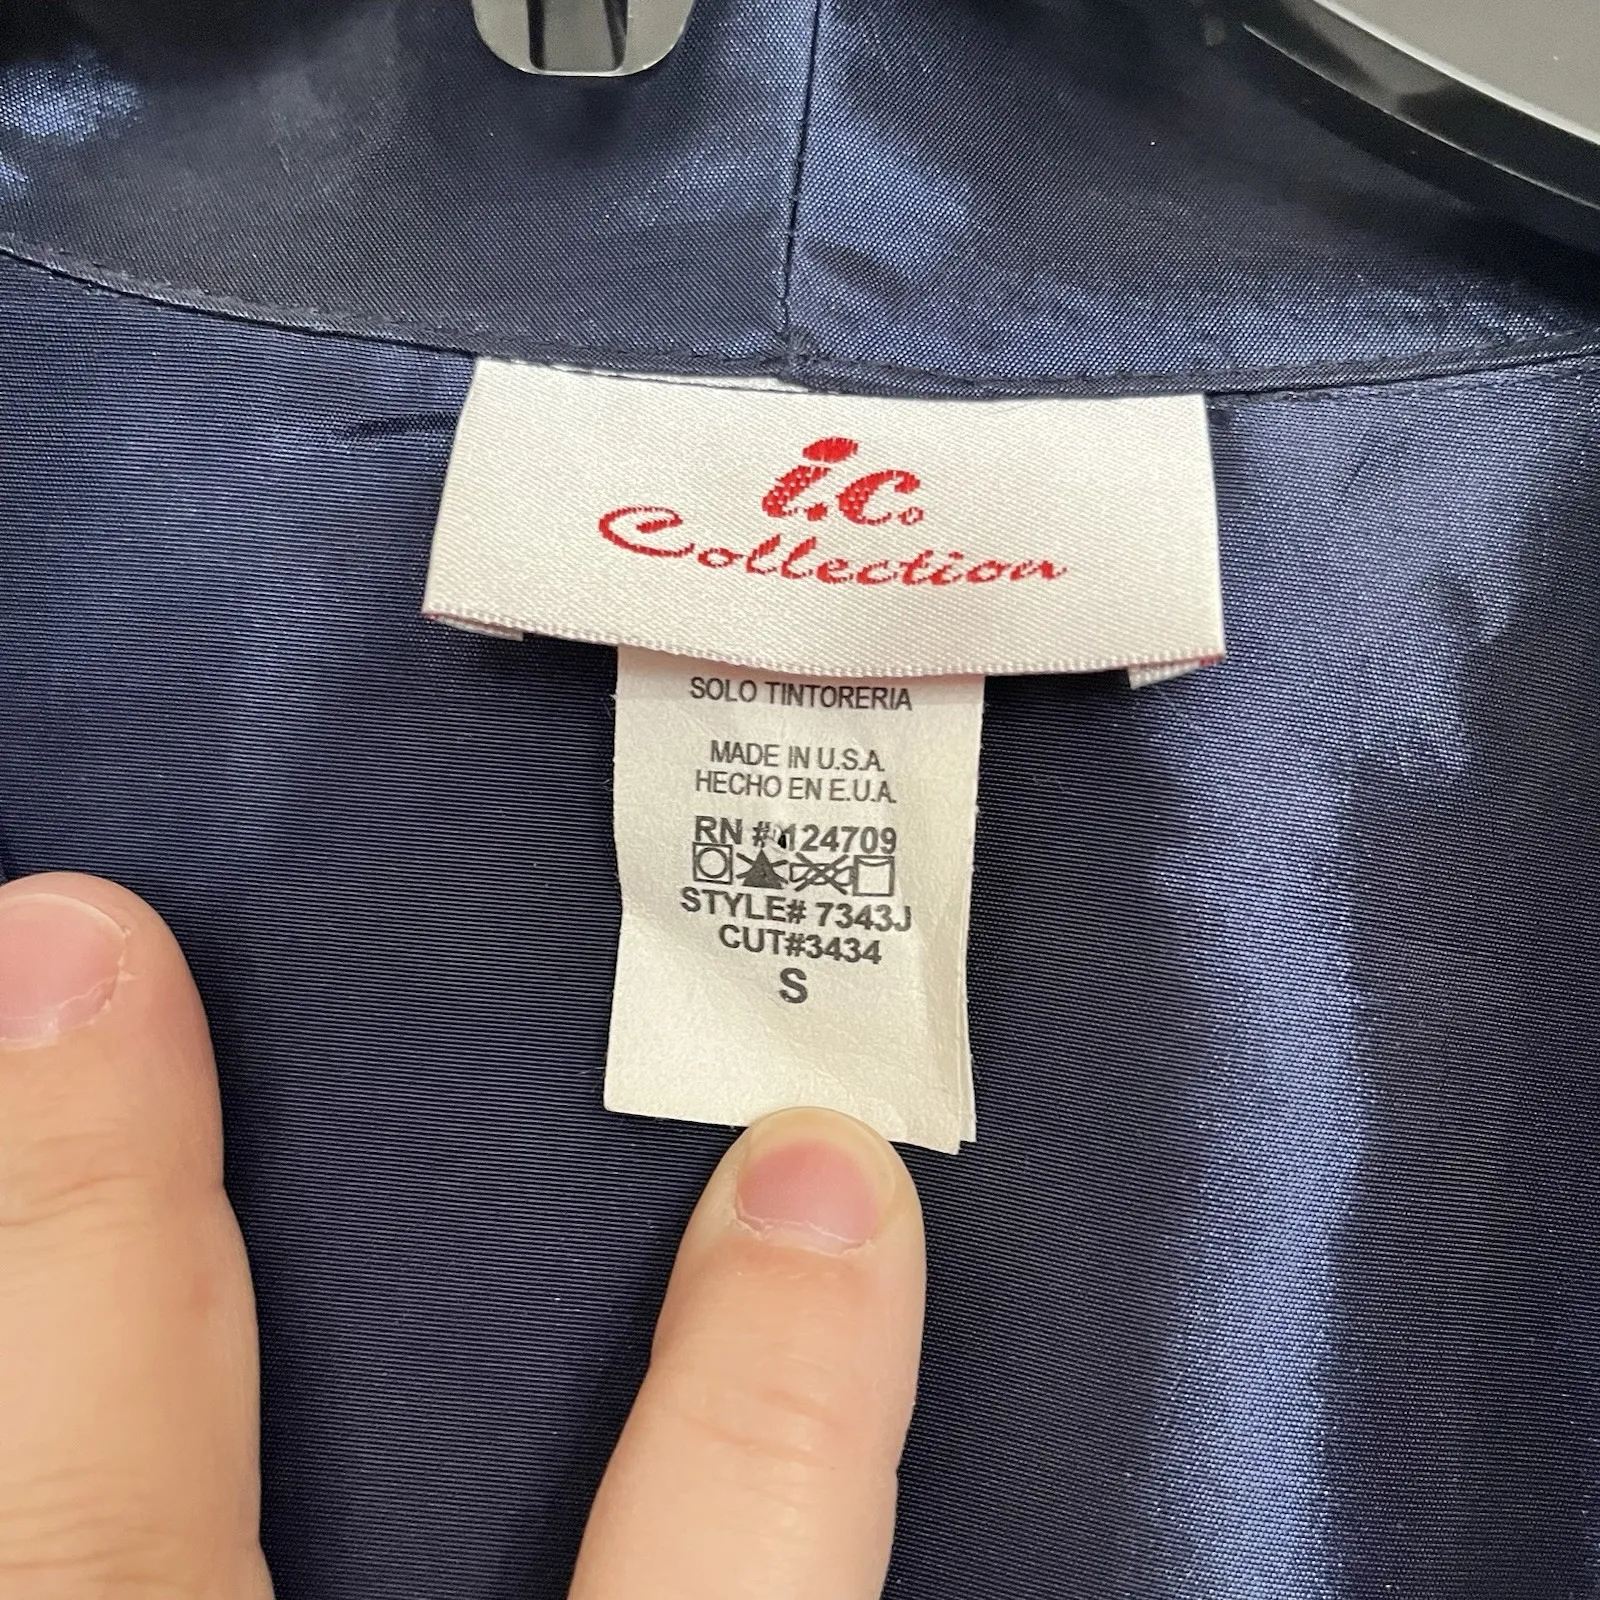 i.c.
Collection
SOLO TINTORERIA
MADE IN U.S.A.
HECHO EN E.U.A.
RN # 124709
STYLE# 7343J
CUT#3434
S